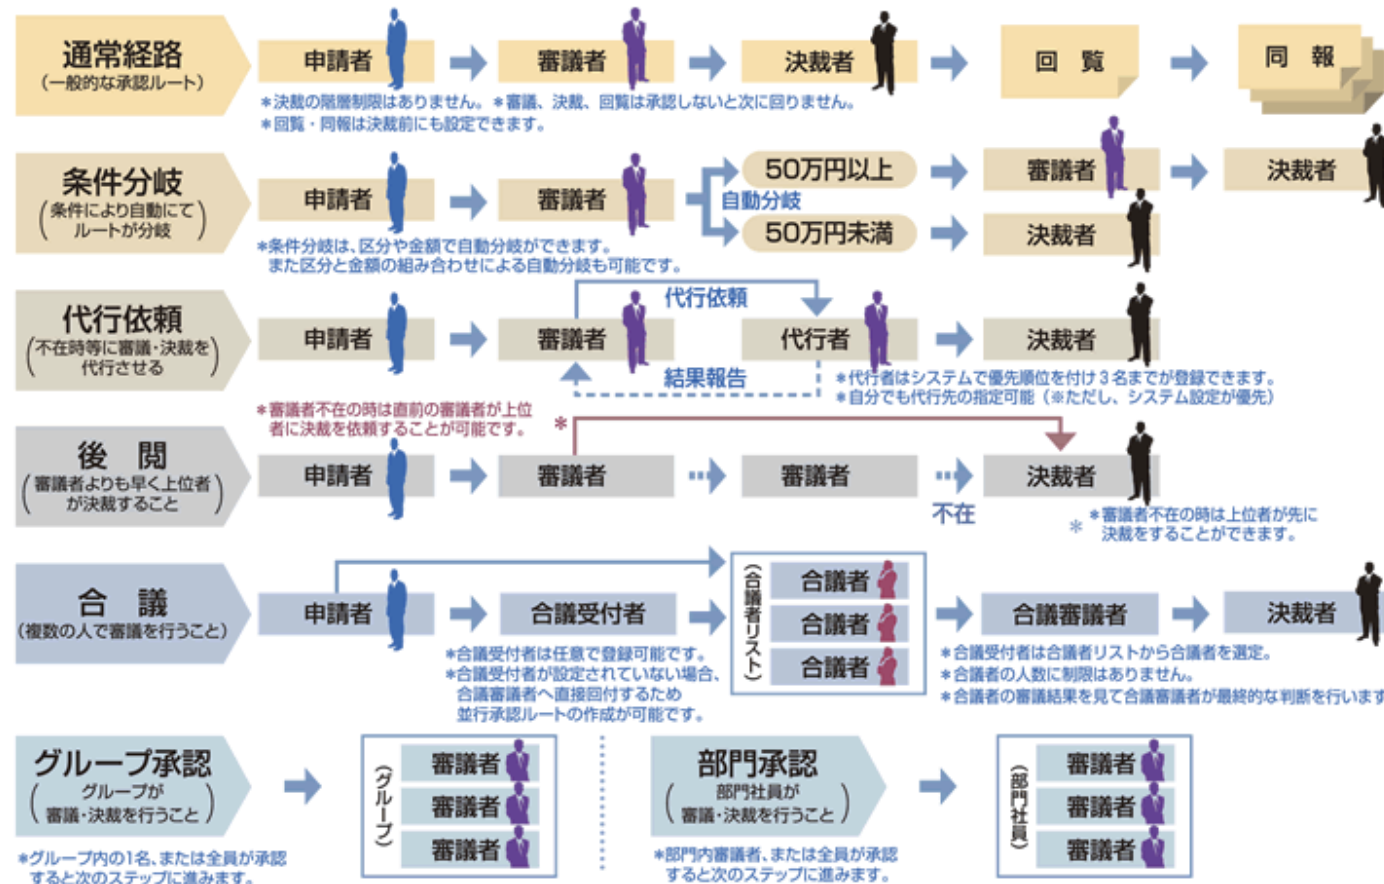 通常経路
(一般的な承認ルート)
申請者
審議者
決裁者
回 覧
同 報
*決裁の階層制限はありません。*審議、決裁、回覧は承認しないと次に回りません。
*回覧・同報は決裁前にも設定できます。
条件分岐
(条件により自動にて
ルートが分岐)
申請者
審議者
自動分岐
50万円以上
審議者
決裁者
50万円未満
決裁者
*条件分岐は、区分や金額で自動分岐ができます。
また区分と金額の組み合わせによる自動分岐も可能です。
代行依頼
(不在時等に審議・決裁を
代行させる)
申請者
審議者
代行依頼
代行者
結果報告
決裁者
*代行者はシステムで優先順位を付け3名までが登録できます。
*自分でも代行先の指定可能(※ただし、システム設定が優先)
*審議者不在の時は直前の審議者が上位
者に決裁を依頼することが可能です。
*
後 閲
(審議者よりも早く上位者
が決裁すること)
申請者
審議者
審議者
不在
決裁者
* *審議者不在の時は上位者が先に
決裁をすることができます。
合 議
(複数の人で審議を行うこと)
申請者
合議受付者
(合議者リスト)
合議者
合議者
合議者
合議審議者
決裁者
*合議受付者は任意で登録可能です。
*合議受付者が設定されていない場合、
合議審議者へ直接回付するため
並行承認ルートの作成が可能です。
*合議受付者は合議者リストから合議者を選定。
*合議者の人数に制限はありません。
*合議者の審議結果を見て合議審議者が最終的な判断を行います
グループ承認
(グループが
審議・決裁を行うこと)
(グループ)
審議者
審議者
審議者
*グループ内の1名、または全員が承認
すると次のステップに進みます。
部門承認
(部門社員が
審議・決裁を行うこと)
(部門社員)
審議者
審議者
審議者
*部門内審議者、または全員が承認
すると次のステップに進みます。